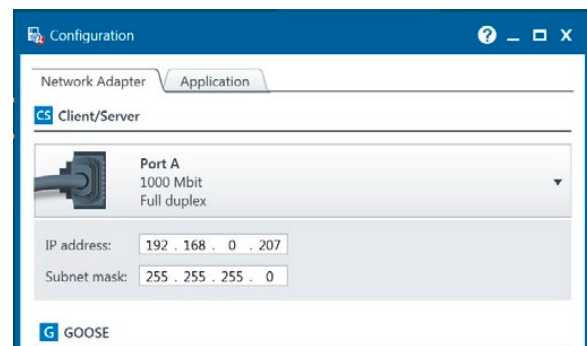 Configuration
Network Adapter Application
CS Client/Server
Port A
1000 Mbit
Full duplex
IP address: 192 . 168 . 0 . 207
Subnet mask: 255 . 255 . 255 . 0
G GOOSE